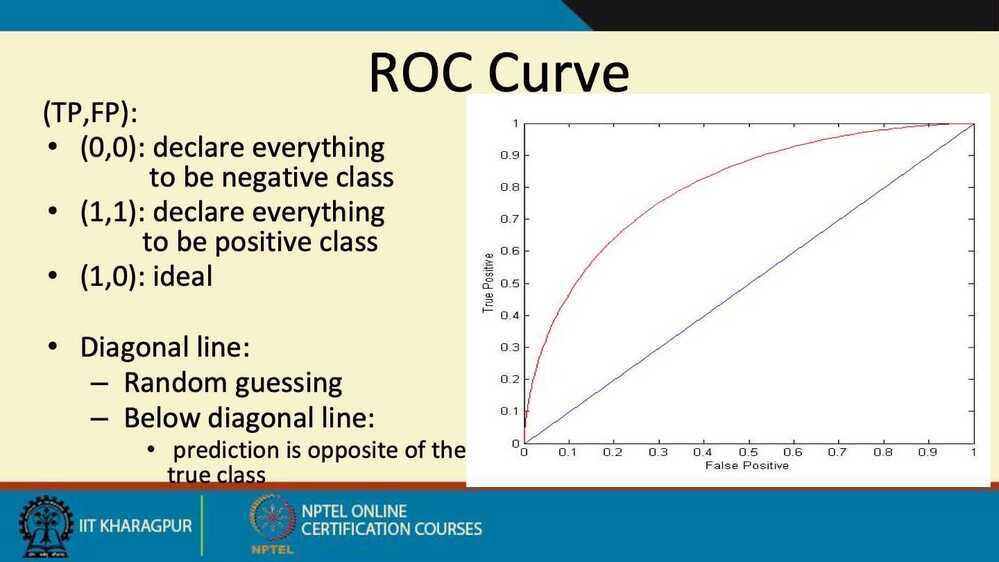 ROC Curve
(TP,FP):
• (0,0): declare everything
to be negative class
• (1,1): declare everything
to be positive class
• (1,0): ideal
• Diagonal line:
– Random guessing
– Below diagonal line:
• prediction is opposite of the
true class
1
0.9
0.8
0.7
0.6
0.5
0.4
0.3
0.2
0.1
0
True Positive
0 0.1 0.2 0.3 0.4 0.5 0.6 0.7 0.8 0.9 1
False Positive
IIT KHARAGPUR
NPTEL
NPTEL ONLINE
CERTIFICATION COURSES